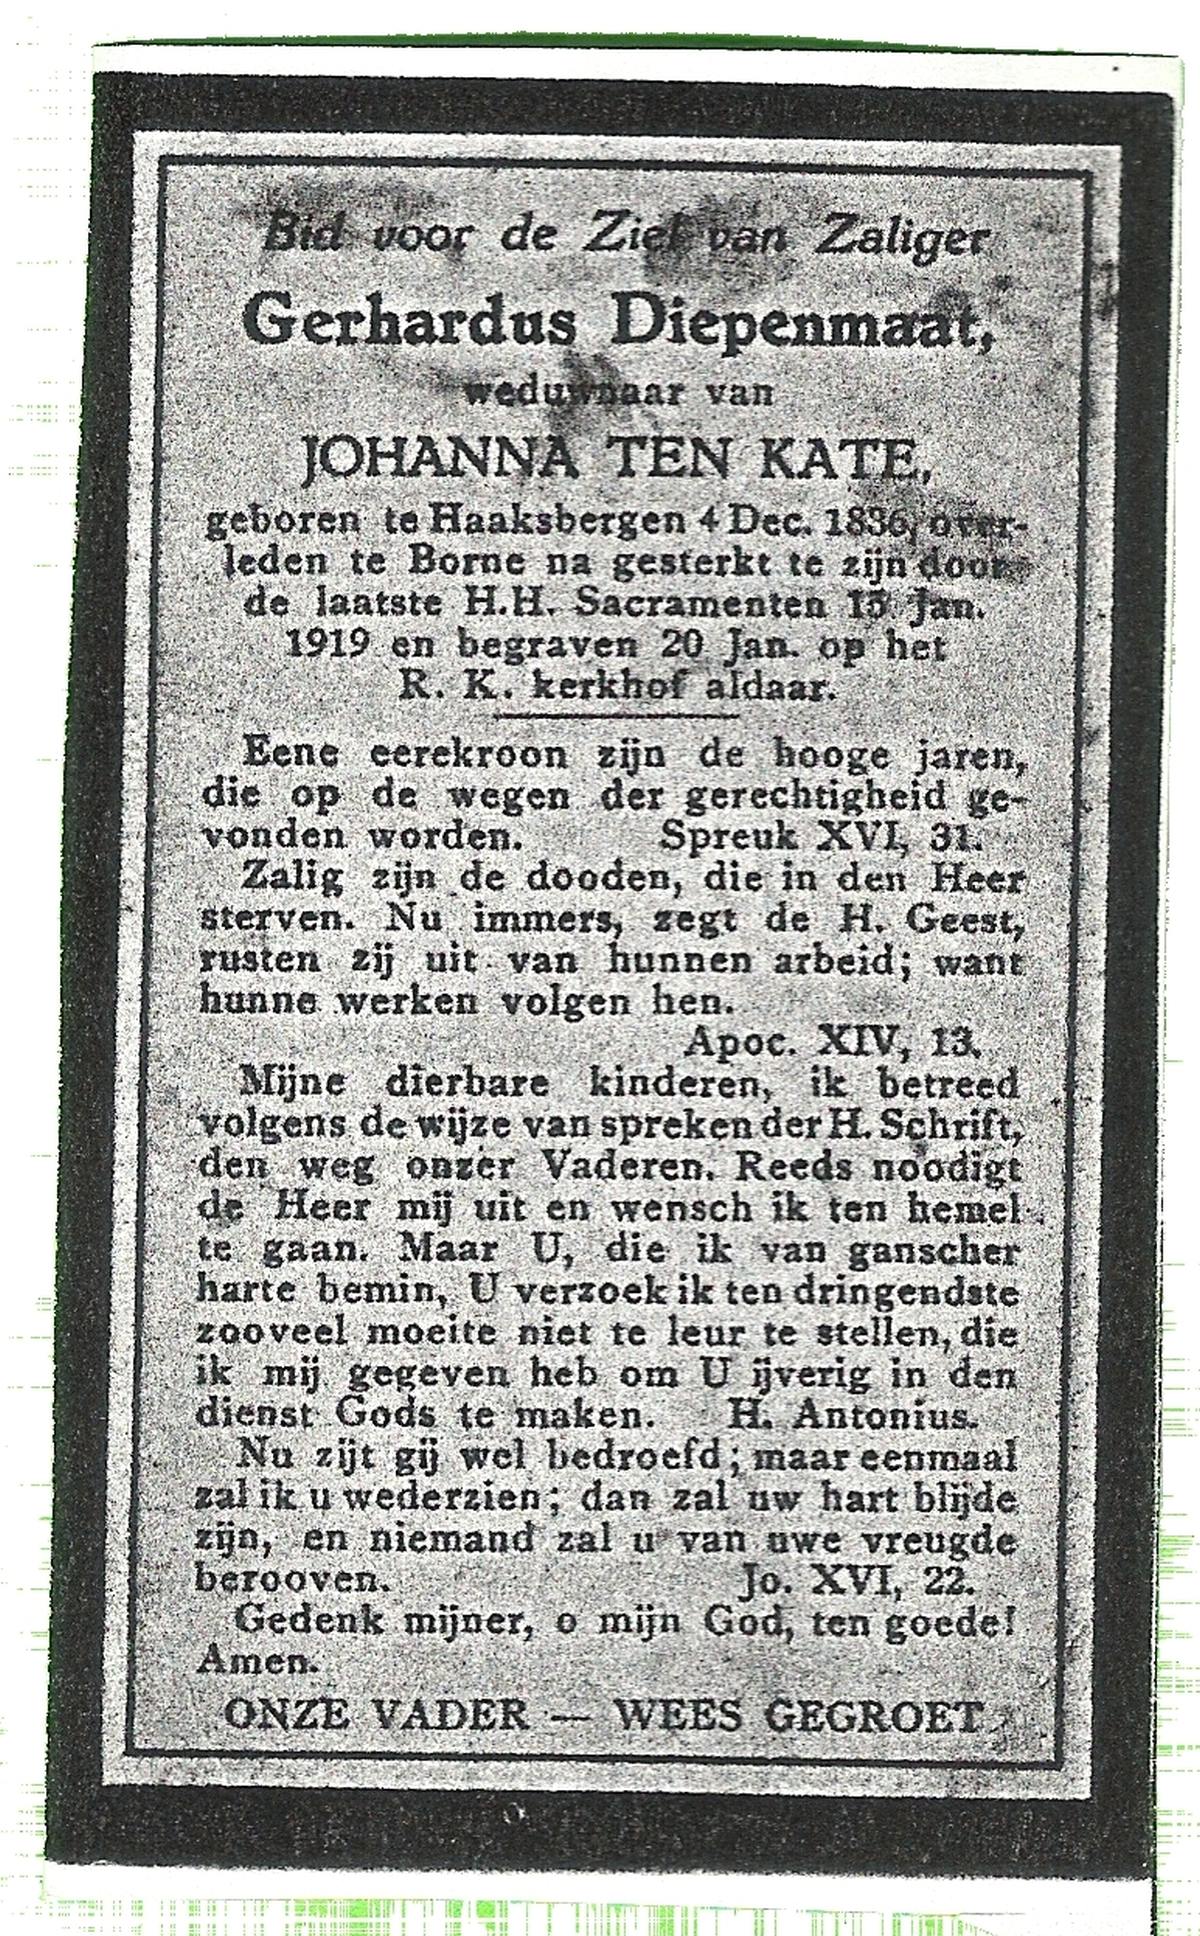 Bid voor de Ziel van Zaliger
Gerhardus Diepenmaat,
weduwnaar van
JOHANNA TEN KATE,
geboren te Haaksbergen 4 Dec. 1836, over-
leden te Borne na gesterkt te zijn door
de laatste H.H. Sacramenten 15 Jan.
1919 en begraven 20 Jan. op het
R. K. kerkhof aldaar.
Eene eerekroon zijn de hooge jaren,
die op de wegen der gerechtigheid ge-
vonden worden. Spreuk XVI, 31.
Zalig zijn de dooden, die in den Heer
sterven. Nu immers, zegt de H. Geest,
rusten zij uit van hunnen arbeid; want
hunne werken volgen hen.
Apoc. XIV, 13.
Mijne dierbare kinderen, ik betreed
volgens de wijze van spreken der H. Schrift,
den weg onzer Vaderen. Reeds noodigt
de Heer mij uit en wensch ik ten hemel
te gaan. Maar U, die ik van ganscher
harte bemin, U verzoek ik ten dringendste
zooveel moeite niet te leur te stellen, die
ik mij gegeven heb om U ijverig in den
dienst Gods te maken. H. Antonius.
Nu zijt gij wel bedroefd; maar eenmaal
zal ik u wederzien; dan zal uw hart blijde
zijn, en niemand zal u van uwe vreugde
berooven. Jo. XVI, 22.
Gedenk mijner, o mijn God, ten goede!
Amen.
ONZE VADER — WEES GEGROET